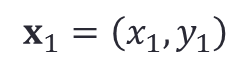 𝐱₁ = (x₁, y₁)